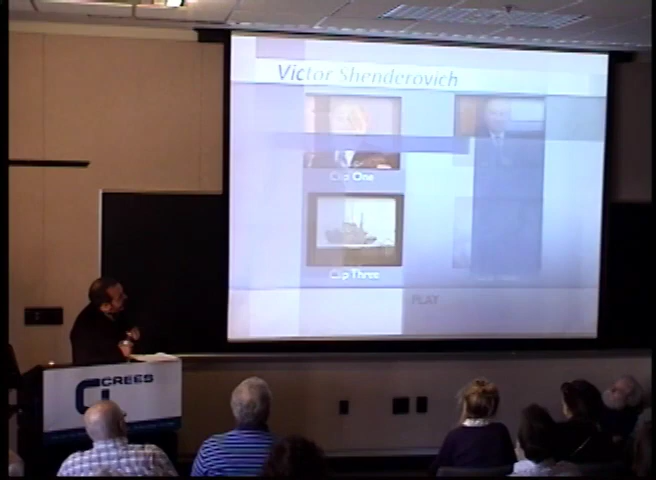 Victor Shenderovich
Clip One
Clip Three
PLAY
CREES